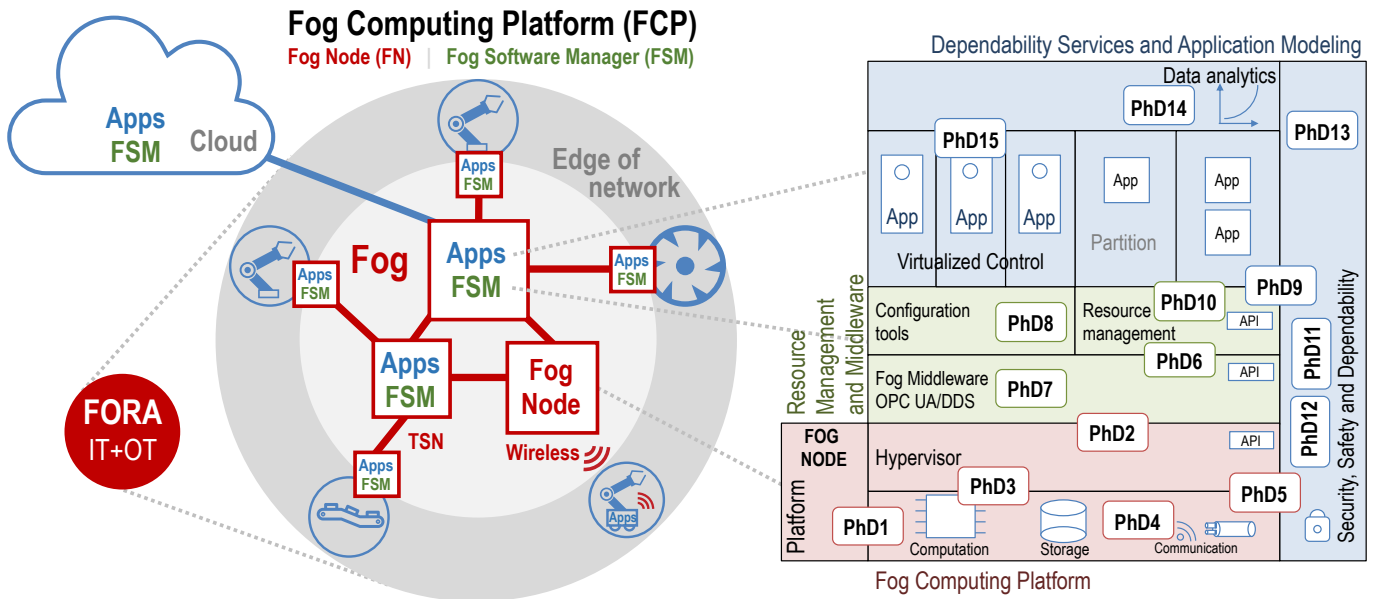 Fog Computing Platform (FCP)
Fog Node (FN) | Fog Software Manager (FSM)
Apps
FSM
Cloud
Edge of
network
Apps
FSM
Fog
Apps
FSM
Apps
FSM
Apps
FSM
Apps
FSM
Fog
Node
TSN
Wireless
Apps
FSM
Apps
FORA
IT+OT
Dependability Services and Application Modeling
Data analytics
PhD14
PhD13
PhD15
App
App
App
App
App
App
Partition
Virtualized Control
PhD9
Resource
Management
and Middleware
Configuration
tools
PhD8
Resource
management
PhD10
API
PhD6
Fog Middleware
OPC UA/DDS
PhD7
API
PhD11
PhD12
Security, Safety and Dependability
FOG
NODE
Platform
Hypervisor
PhD2
API
PhD3
PhD5
PhD1
PhD4
Computation
Storage
Communication
Fog Computing Platform